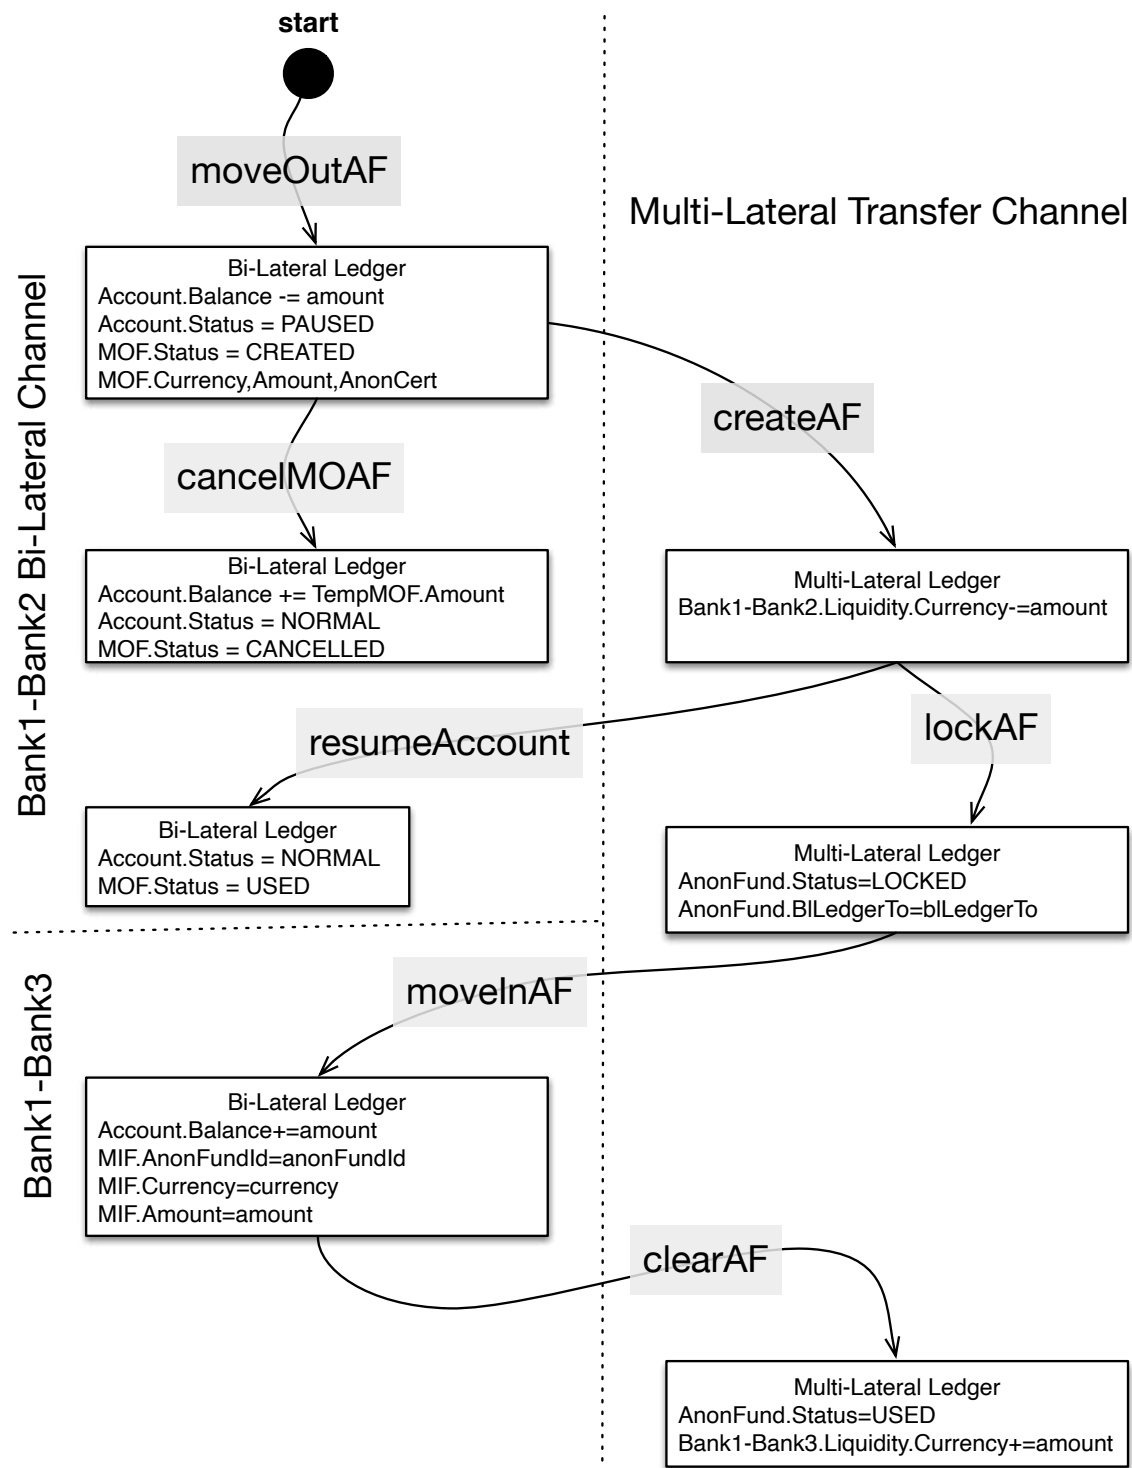 start
moveOutAF
Multi-Lateral Transfer Channel
Bank1-Bank2 Bi-Lateral Channel
Bi-Lateral Ledger
Account.Balance -= amount
Account.Status = PAUSED
MOF.Status = CREATED
MOF.Currency,Amount,AnonCert
createAF
cancelMOAF
Bi-Lateral Ledger
Account.Balance += TempMOF.Amount
Account.Status = NORMAL
MOF.Status = CANCELLED
Multi-Lateral Ledger
Bank1-Bank2.Liquidity.Currency-=amount
resumeAccount
lockAF
Bi-Lateral Ledger
Account.Status = NORMAL
MOF.Status = USED
Multi-Lateral Ledger
AnonFund.Status=LOCKED
AnonFund.BlLedgerTo=blLedgerTo
Bank1-Bank3
moveInAF
Bi-Lateral Ledger
Account.Balance+=amount
MIF.AnonFundId=anonFundId
MIF.Currency=currency
MIF.Amount=amount
clearAF
Multi-Lateral Ledger
AnonFund.Status=USED
Bank1-Bank3.Liquidity.Currency+=amount